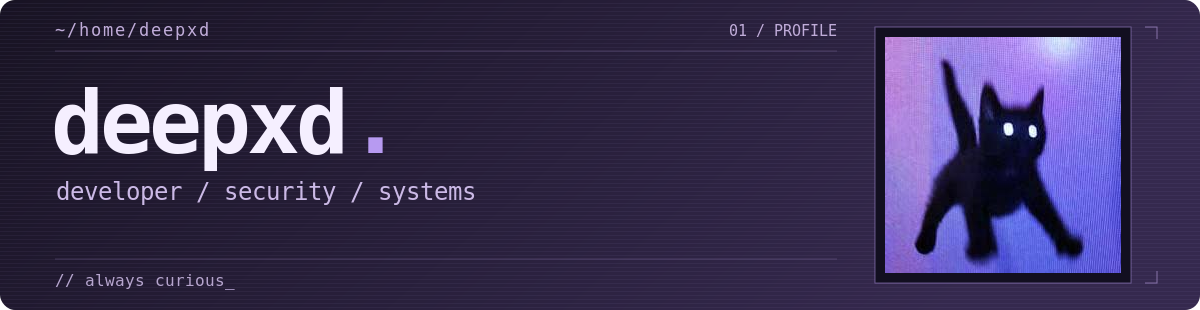 ~/home/deepxd
01 / PROFILE
deepxd.
developer / security / systems
// always curious_